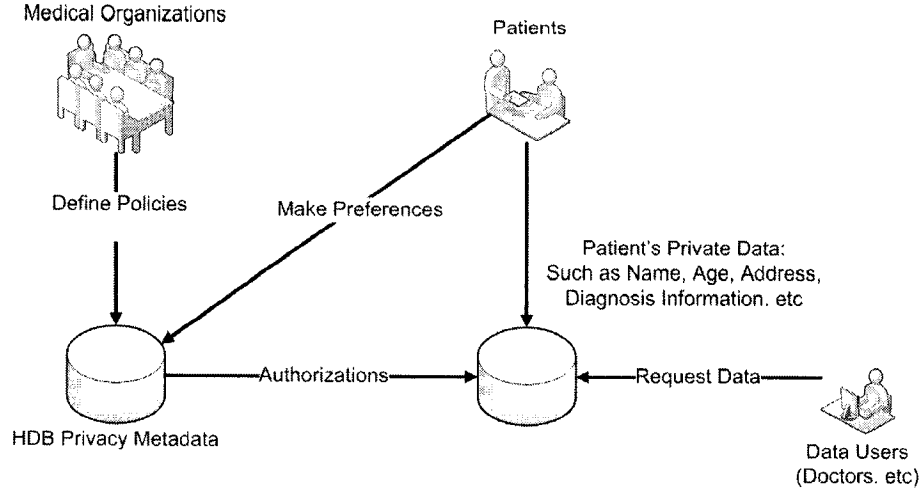 Medical Organizations
Patients
Define Policies
Make Preferences
Patient's Private Data:
Such as Name, Age, Address,
Diagnosis Information. etc
Authorizations
Request Data
HDB Privacy Metadata
Data Users
(Doctors. etc)